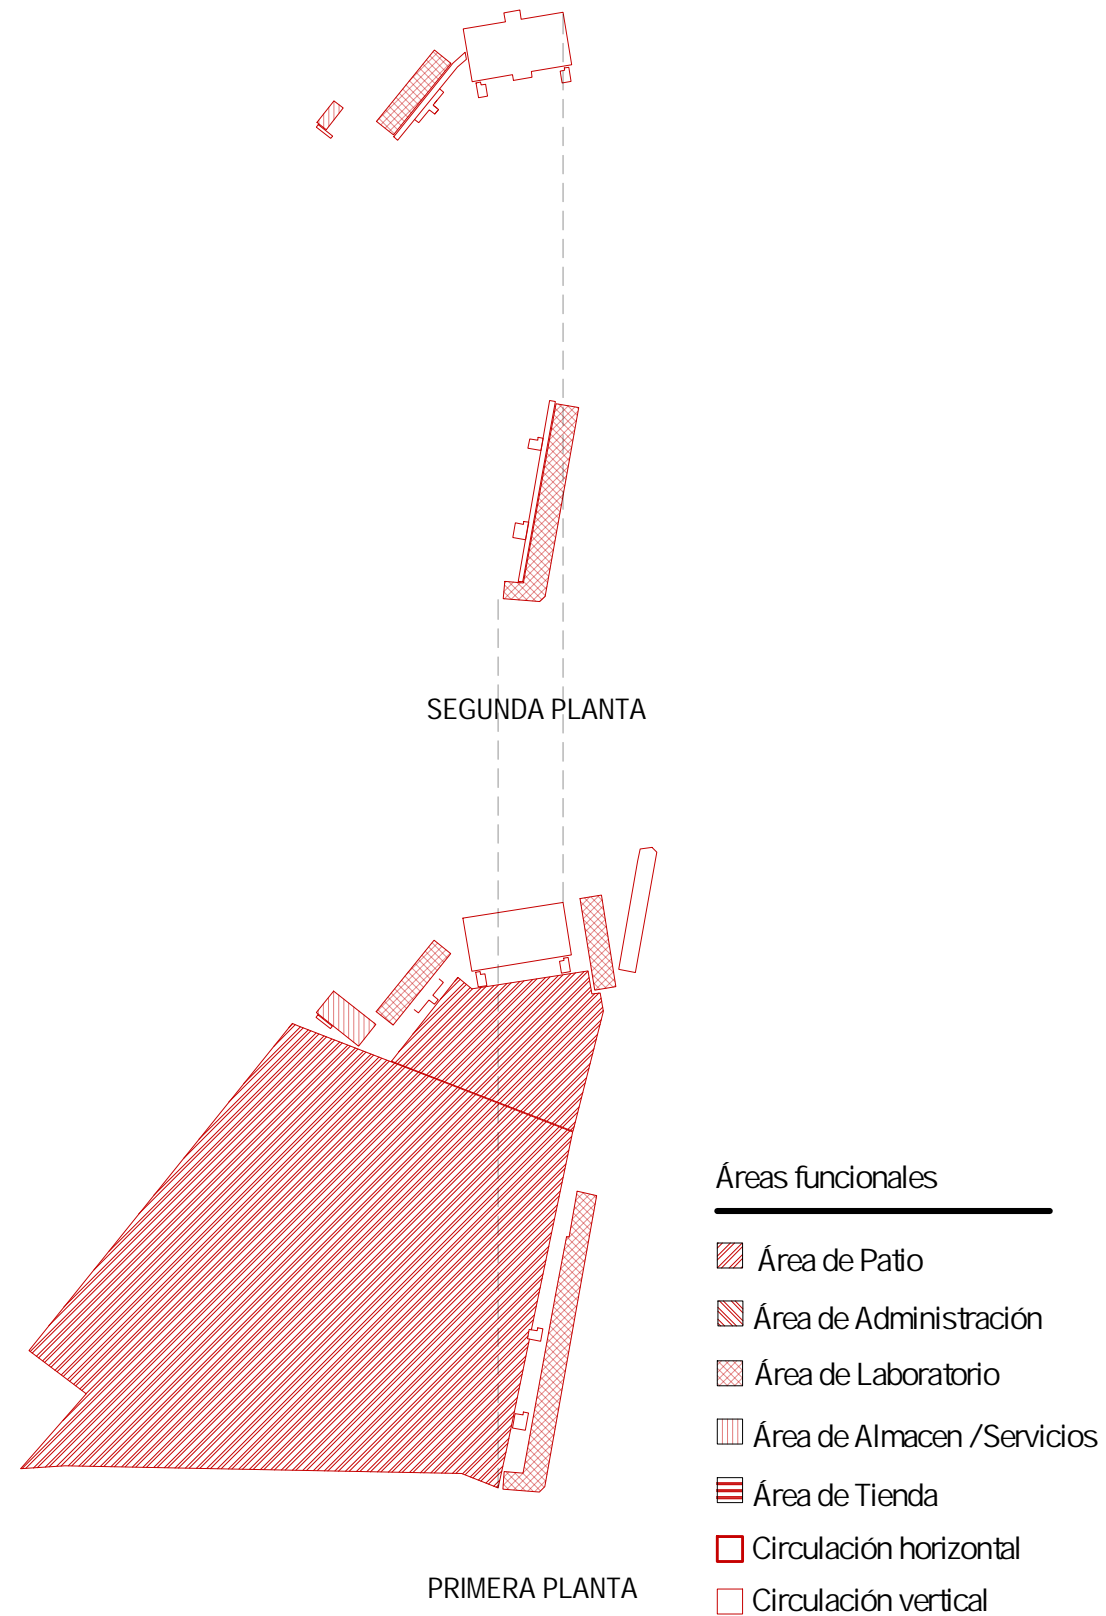 SEGUNDA PLANTA
Áreas funcionales
Área de Patio
Área de Administración
Área de Laboratorio
Área de Almacen /Servicios
Área de Tienda
Circulación horizontal
Circulación vertical
PRIMERA PLANTA